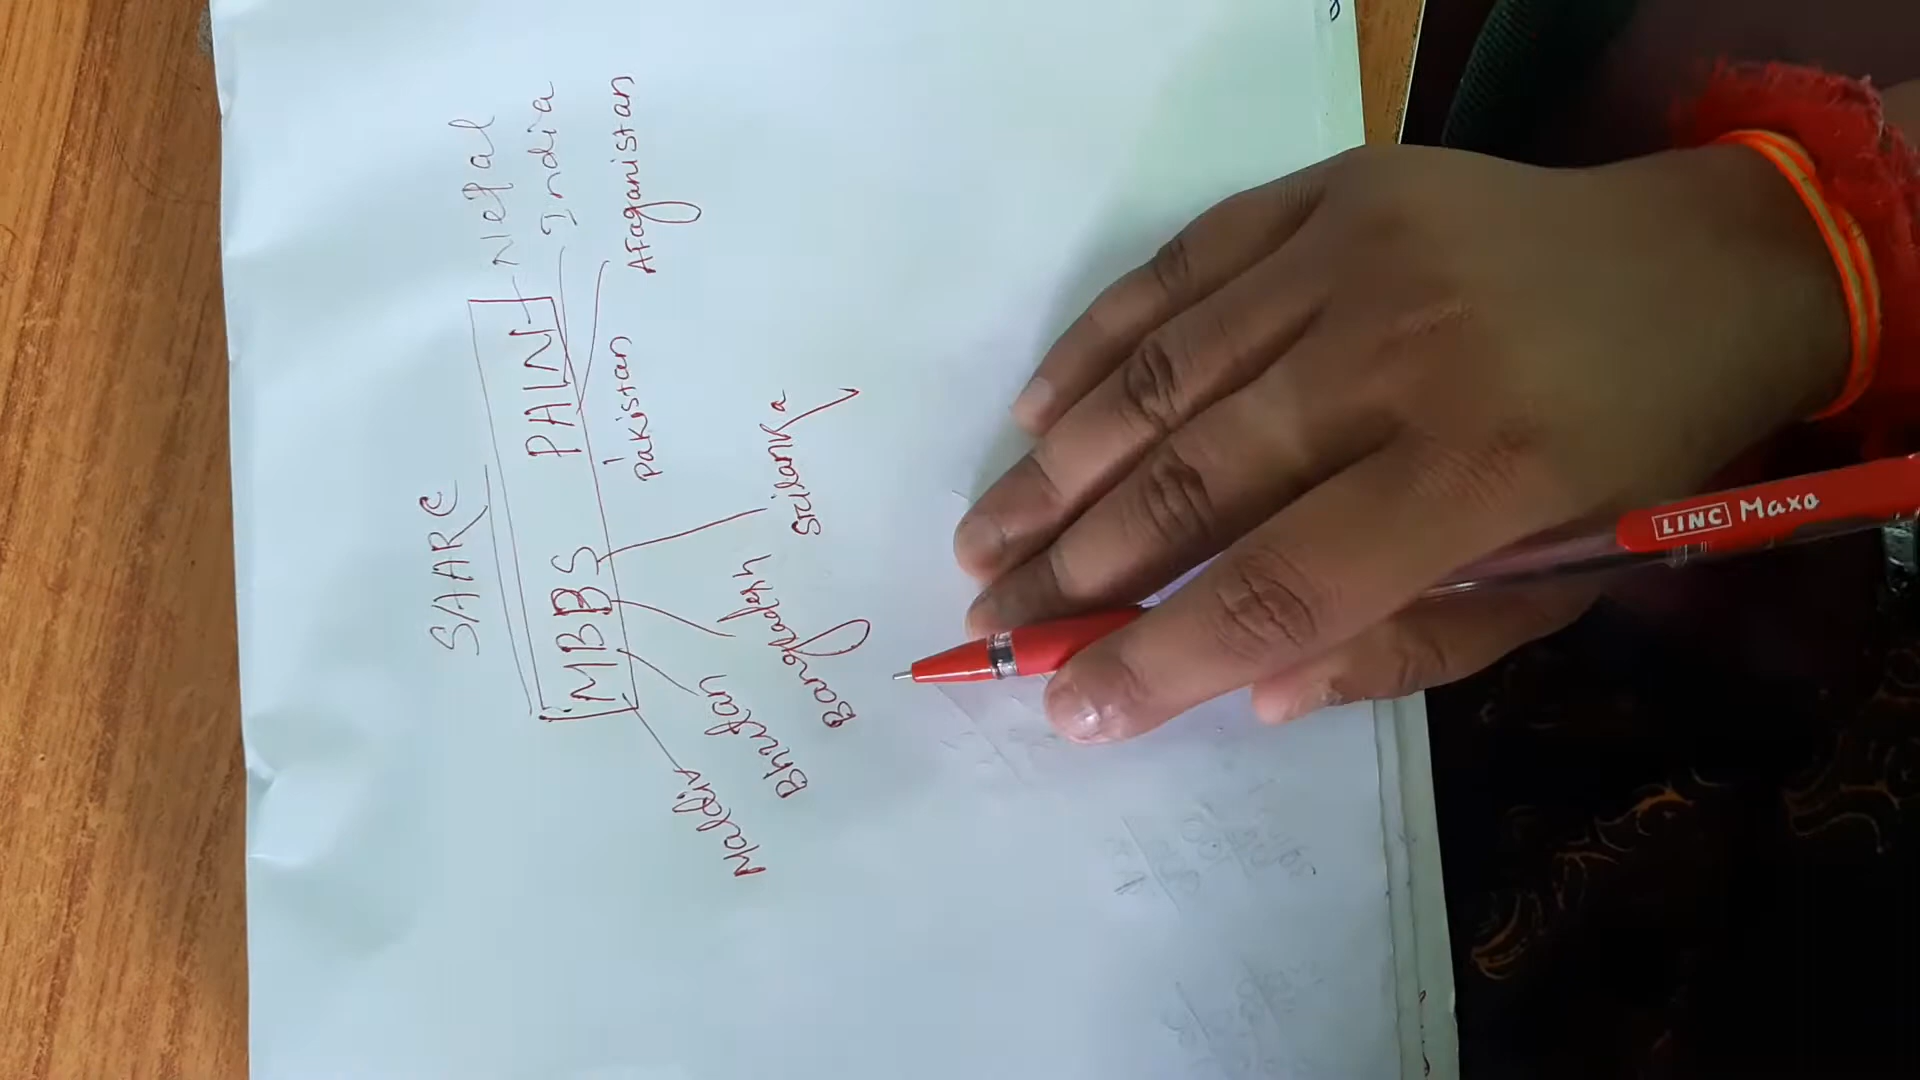 SAARC
MBBS PAIN
Nepal
India
Afaganistan
Pakistan
Srilanka
Bangladesh
Bhutan
Maldiv
LINC Maxo